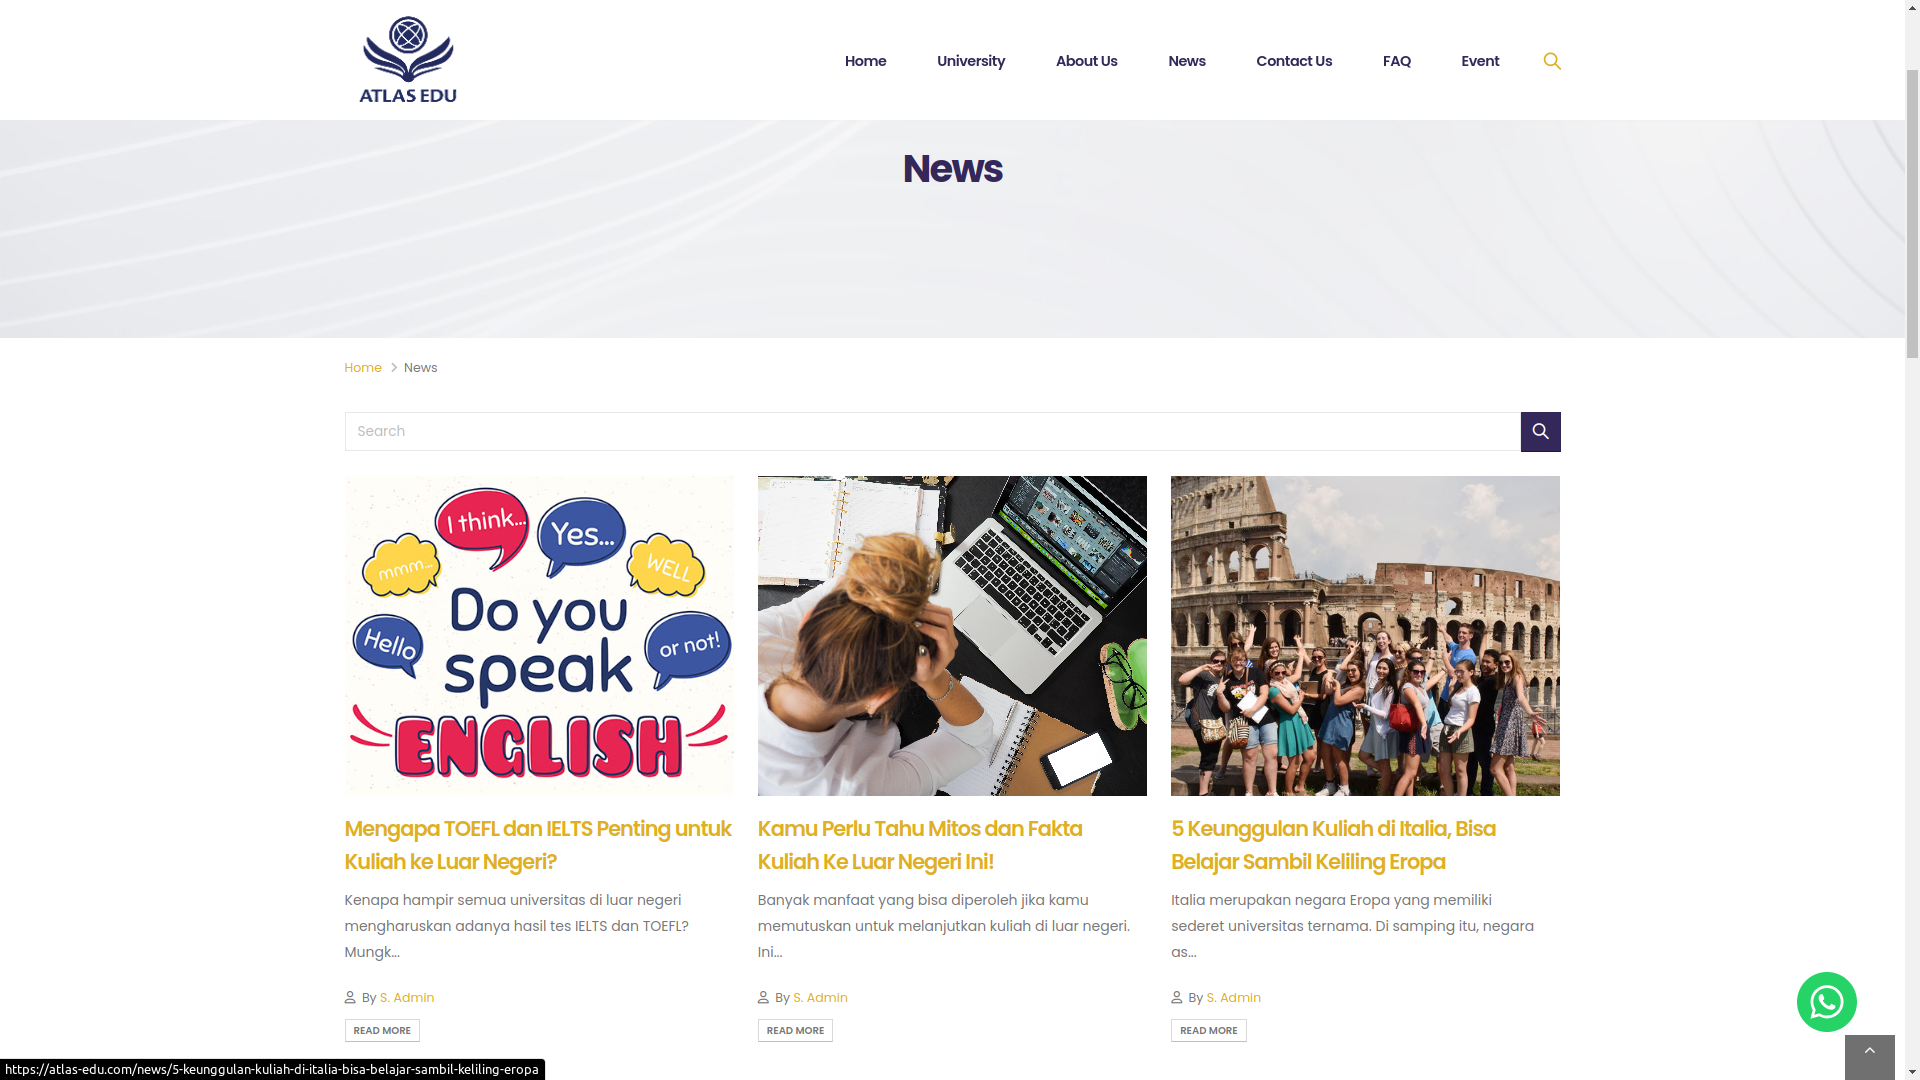 ATLAS EDU
Home
University
About Us
News
Contact Us
FAQ
Event
News
Home
News
Search
I think...
Yes...
mmm...
WELL
Do you
Hello
or not!
speak
ENGLISH
Mengapa TOEFL dan IELTS Penting untuk
Kuliah ke Luar Negeri?
Kenapa hampir semua universitas di luar negeri
mengharuskan adanya hasil tes IELTS dan TOEFL?
Mungk...
By S. Admin
READ MORE
Kamu Perlu Tahu Mitos dan Fakta
Kuliah Ke Luar Negeri Ini!
Banyak manfaat yang bisa diperoleh jika kamu
memutuskan untuk melanjutkan kuliah di luar negeri.
Ini...
By S. Admin
READ MORE
5 Keunggulan Kuliah di Italia, Bisa
Belajar Sambil Keliling Eropa
Italia merupakan negara Eropa yang memiliki
sederet universitas ternama. Di samping itu, negara
as...
By S. Admin
READ MORE
https://atlas-edu.com/news/5-keunggulan-kuliah-di-italia-bisa-belajar-sambil-keliling-eropa